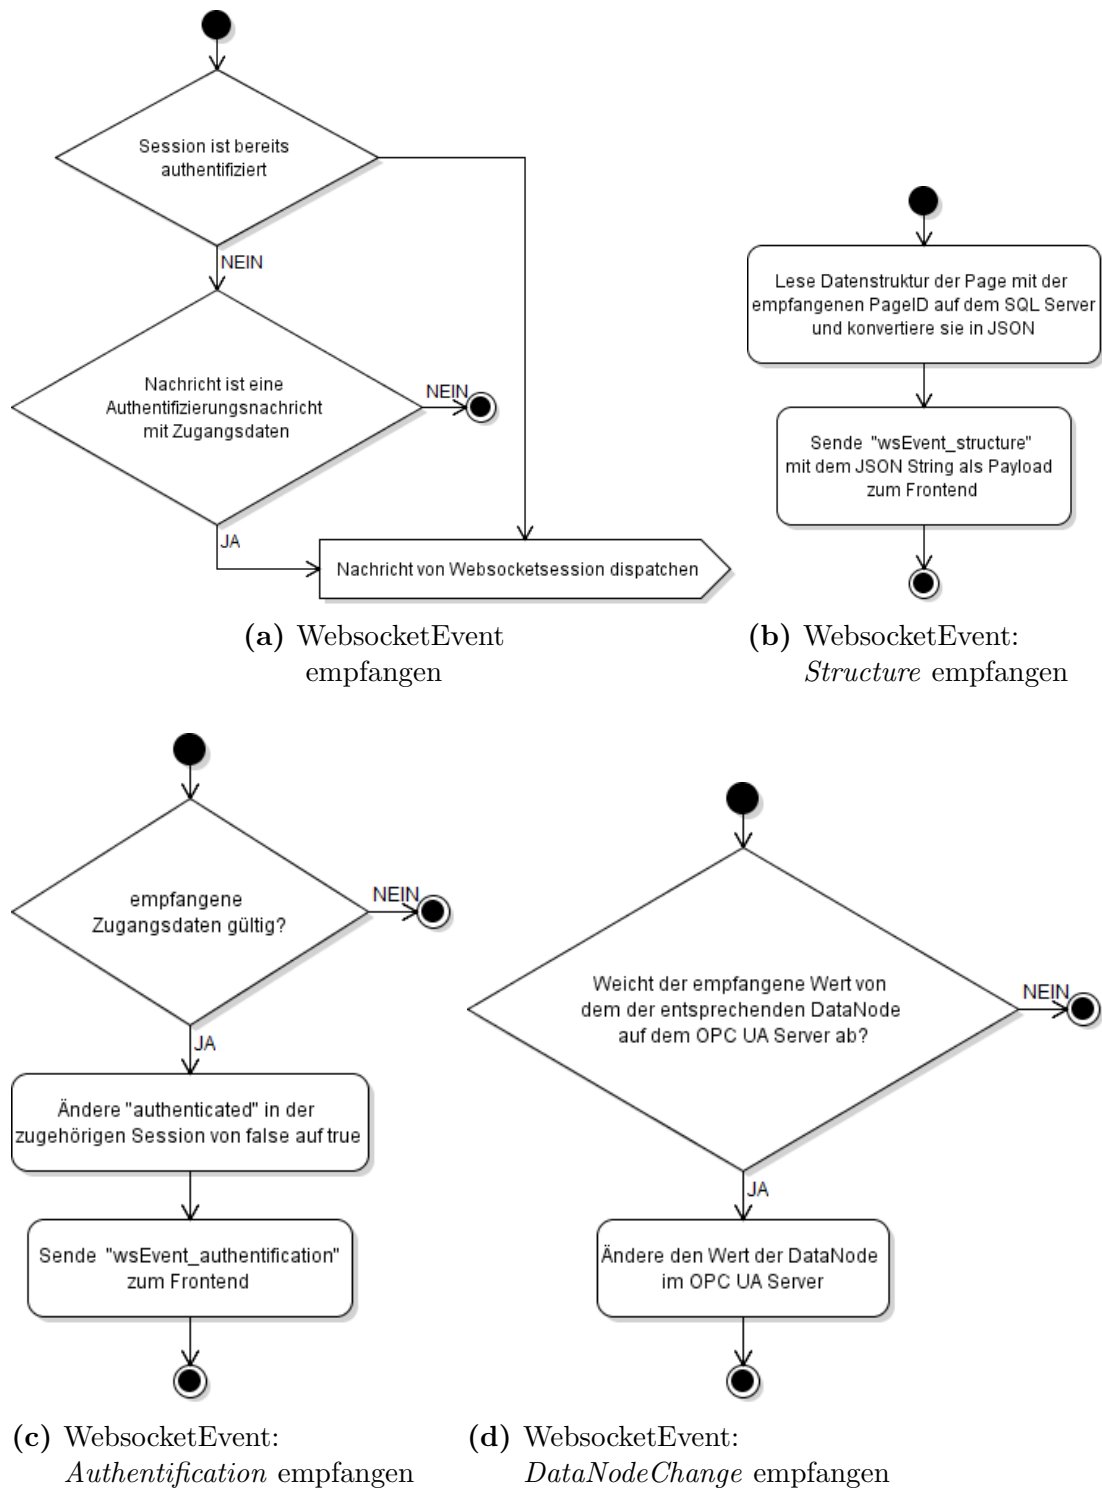 Session ist bereits
authentifiziert
NEIN
Nachricht ist eine
Authentifizierungsnachricht
mit Zugangsdaten
NEIN
JA
Nachricht von Websocketsession dispatchen
(a) WebsocketEvent
empfangen
Lese Datenstruktur der Page mit der
empfangenen PageID auf dem SQL Server
und konvertiere sie in JSON
Sende "wsEvent_structure"
mit dem JSON String als Payload
zum Frontend
(b) WebsocketEvent:
Structure empfangen
empfangene
Zugangsdaten gültig?
NEIN
JA
Ändere "authenticated" in der
zugehörigen Session von false auf true
Sende "wsEvent_authentification"
zum Frontend
(c) WebsocketEvent:
Authentification empfangen
Weicht der empfangene Wert von
dem der entsprechenden DataNode
auf dem OPC UA Server ab?
NEIN
JA
Ändere den Wert der DataNode
im OPC UA Server
(d) WebsocketEvent:
DataNodeChange empfangen